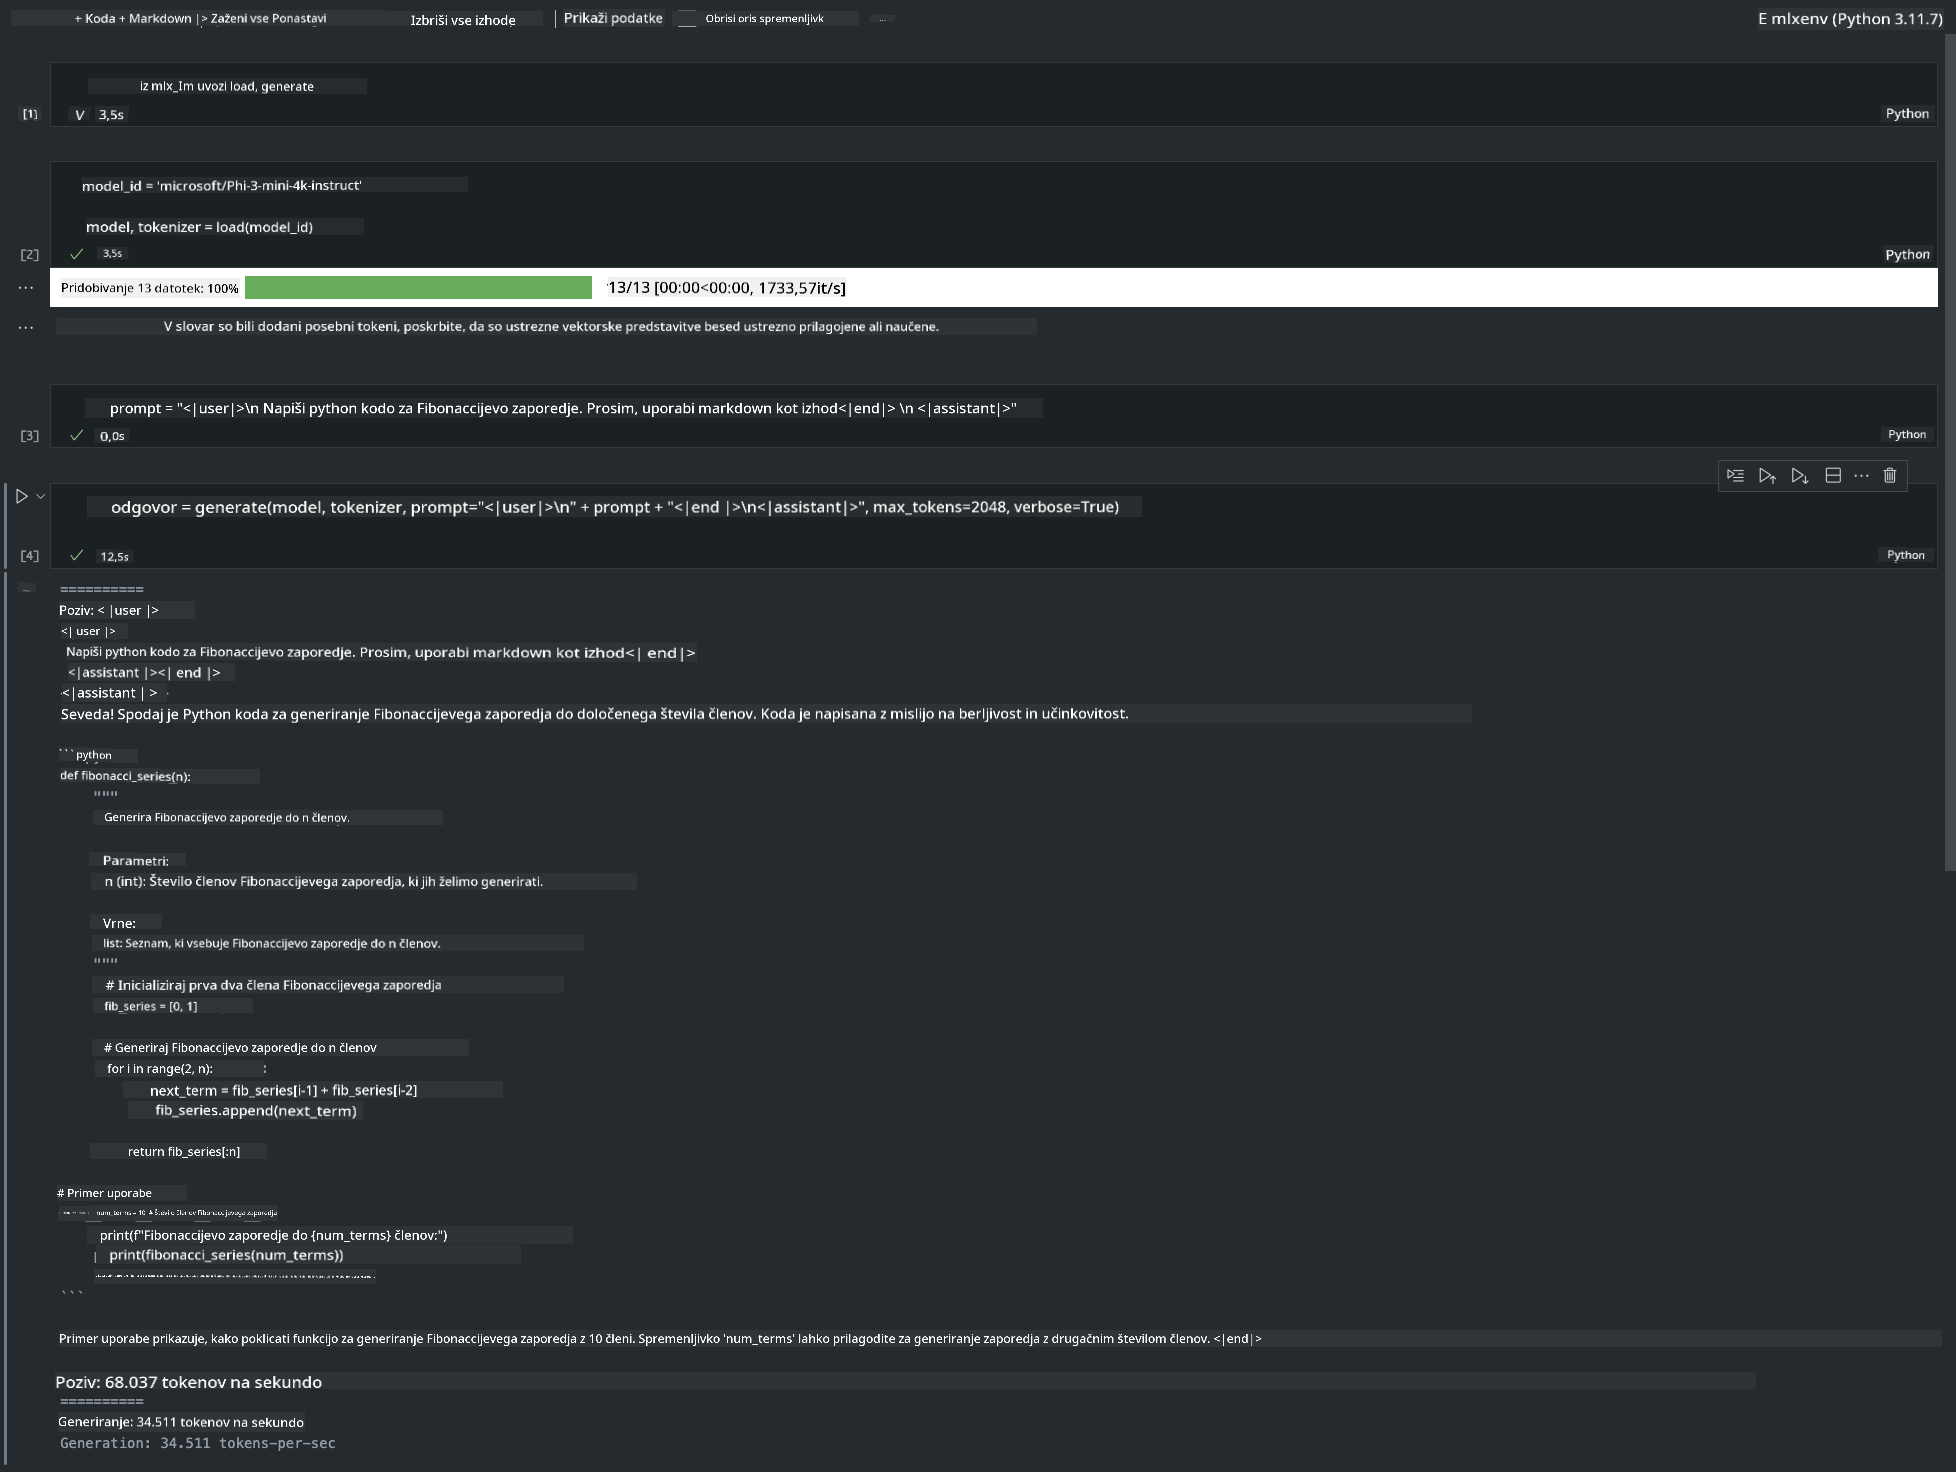 + Koda + Markdown |> Zaženi vse Ponastavi Izbriši vse izhode | Prikaži podatke Obrisi oris spremenljivk ... E mlxenv (Python 3.11.7)
iz mlx_Im uvozi load, generate
[1] V 3,5s Python
model_id = 'microsoft/Phi-3-mini-4k-instruct'
model, tokenizer = load(model_id)
[2] ✓ 3,5s Python
... Pridobivanje 13 datotek: 100% 13/13 [00:00<00:00, 1733,57it/s]
... V slovar so bili dodani posebni tokeni, poskrbite, da so ustrezne vektorske predstavitve besed ustrezno prilagojene ali naučene.
prompt = "<|user|>\n Napiši python kodo za Fibonaccijevo zaporedje. Prosim, uporabi markdown kot izhod<|end|> \n <|assistant|>"
[3] ✓ 0,0s Python
odgovor = generate(model, tokenizer, prompt="<|user|>\n" + prompt + "<|end |>\n<|assistant|>", max_tokens=2048, verbose=True)
[4] ✓ 12,5s Python
... ==========
Poziv: < |user |>
<| user |>
Napiši python kodo za Fibonaccijevo zaporedje. Prosim, uporabi markdown kot izhod<| end|>
<|assistant |><| end |>
<|assistant | >
Seveda! Spodaj je Python koda za generiranje Fibonaccijevega zaporedja do določenega števila členov. Koda je napisana z mislijo na berljivost in učinkovitost.
```python
def fibonacci_series(n):
"""
Generira Fibonaccijevo zaporedje do n členov.
Parametri:
n (int): Število členov Fibonaccijevega zaporedja, ki jih želimo generirati.
Vrne:
list: Seznam, ki vsebuje Fibonaccijevo zaporedje do n členov.
"""
# Inicializiraj prva dva člena Fibonaccijevega zaporedja
fib_series = [0, 1]
# Generiraj Fibonaccijevo zaporedje do n členov
for i in range(2, n): :
next_term = fib_series[i-1] + fib_series[i-2]
fib_series.append(next_term)
return fib_series[:n]
# Primer uporabe
num_terms = 10 # Število členov Fibonaccijevega zaporedja
print(f"Fibonaccijevo zaporedje do {num_terms} členov:")
| print(fibonacci_series(num_terms))
```
Primer uporabe prikazuje, kako poklicati funkcijo za generiranje Fibonaccijevega zaporedja z 10 členi. Spremenljivko 'num_terms' lahko prilagodite za generiranje zaporedja z drugačnim številom členov. <|end|>
Poziv: 68.037 tokenov na sekundo
==========
Generiranje: 34.511 tokenov na sekundo
Generation: 34.511 tokens-per-sec